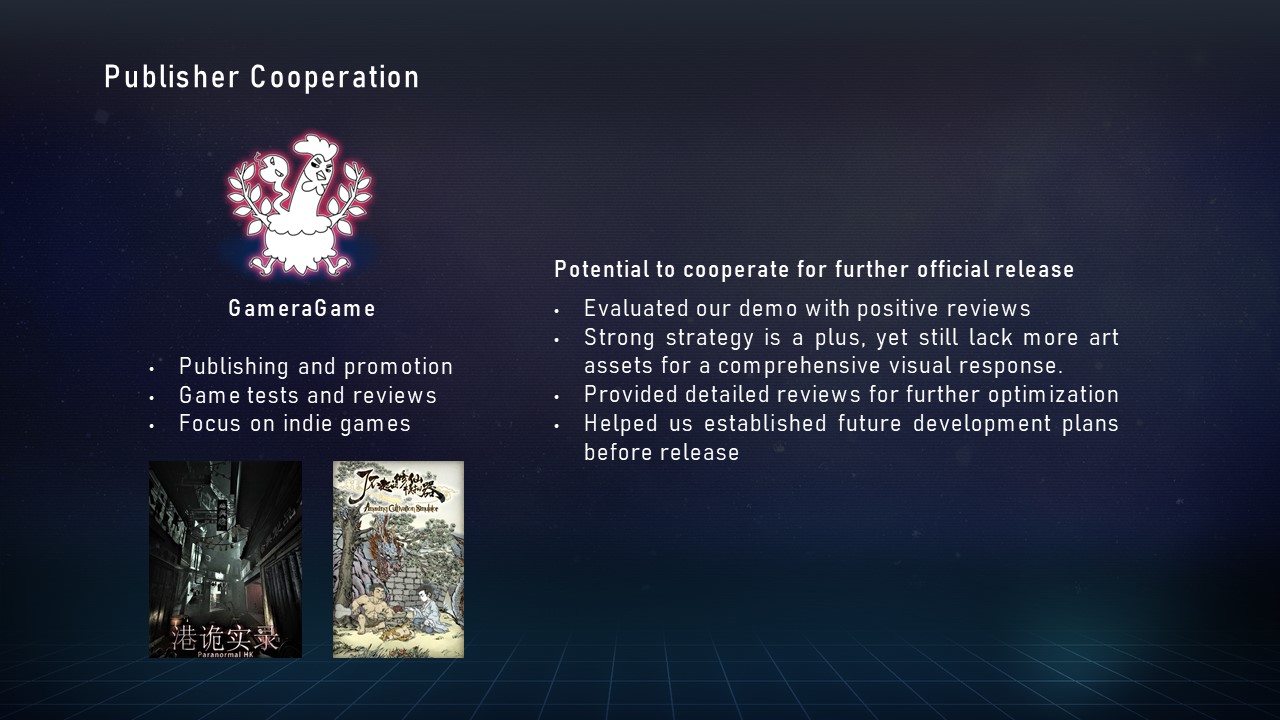 Publisher Cooperation
GameraGame
• Publishing and promotion
• Game tests and reviews
• Focus on indie games
港诡实录
Paranormal HK
了不起的修仙模拟器
Amazing Cultivation Simulator
Potential to cooperate for further official release
• Evaluated our demo with positive reviews
• Strong strategy is a plus, yet still lack more art
assets for a comprehensive visual response.
• Provided detailed reviews for further optimization
• Helped us established future development plans
before release